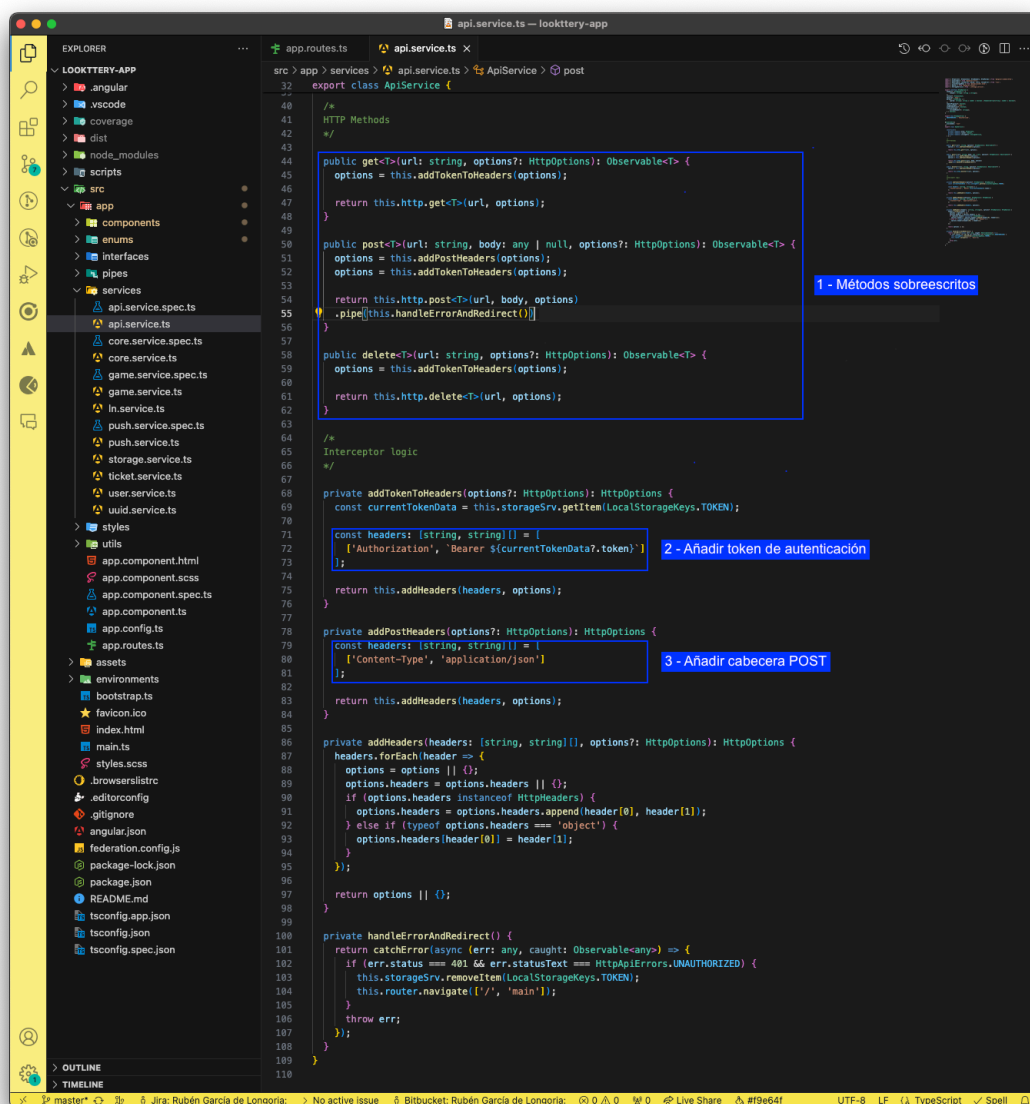 api.service.ts — lookttery-app
EXPLORER
LOOKTTERY-APP
.angular
.vscode
coverage
dist
node_modules
scripts
src
app
components
enums
interfaces
pipes
services
api.service.spec.ts
api.service.ts
core.service.spec.ts
core.service.ts
game.service.spec.ts
game.service.ts
ln.service.ts
push.service.spec.ts
push.service.ts
storage.service.ts
ticket.service.ts
user.service.ts
uuid.service.ts
styles
utils
app.component.html
app.component.scss
app.component.spec.ts
app.component.ts
app.config.ts
app.routes.ts
assets
environments
bootstrap.ts
favicon.ico
index.html
main.ts
styles.scss
.browserslistrc
.editorconfig
.gitignore
angular.json
federation.config.js
package-lock.json
package.json
README.md
tsconfig.app.json
tsconfig.json
tsconfig.spec.json
OUTLINE
TIMELINE
app.routes.ts api.service.ts
src > app > services > api.service.ts > ApiService > post
32 export class ApiService {
40 /*
41 HTTP Methods
42 */
43
44 public get<T>(url: string, options?: HttpOptions): Observable<T> {
45 options = this.addTokenToHeaders(options);
46
47 return this.http.get<T>(url, options);
48 }
49
50 public post<T>(url: string, body: any | null, options?: HttpOptions): Observable<T> {
51 options = this.addPostHeaders(options);
52 options = this.addTokenToHeaders(options);
53
54 return this.http.post<T>(url, body, options)
55 .pipe(this.handleErrorAndRedirect())
56 }
57
58 public delete<T>(url: string, options?: HttpOptions): Observable<T> {
59 options = this.addTokenToHeaders(options);
60
61 return this.http.delete<T>(url, options);
62 }
63
64 /*
65 Interceptor logic
66 */
67
68 private addTokenToHeaders(options?: HttpOptions): HttpOptions {
69 const currentTokenData = this.storageSrv.getItem(LocalStorageKeys.TOKEN);
70
71 const headers: [string, string][] = [
72 ['Authorization', `Bearer ${currentTokenData?.token}`]
73 ];
74
75 return this.addHeaders(headers, options);
76 }
77
78 private addPostHeaders(options?: HttpOptions): HttpOptions {
79 const headers: [string, string][] = [
80 ['Content-Type', 'application/json']
81 ];
82
83 return this.addHeaders(headers, options);
84 }
85
86 private addHeaders(headers: [string, string][], options?: HttpOptions): HttpOptions {
87 headers.forEach(header => {
88 options = options || {};
89 options.headers = options.headers || {};
90 if (options.headers instanceof HttpHeaders) {
91 options.headers = options.headers.append(header[0], header[1]);
92 } else if (typeof options.headers === 'object') {
93 options.headers[header[0]] = header[1];
94 }
95 });
96
97 return options || {};
98 }
99
100 private handleErrorAndRedirect() {
101 return catchError(async (err: any, caught: Observable<any>) => {
102 if (err.status === 401 && err.statusText === HttpApiErrors.UNAUTHORIZED) {
103 this.storageSrv.removeItem(LocalStorageKeys.TOKEN);
104 this.router.navigate(['/', 'main']);
105 }
106 throw err;
107 });
108 }
109 }
110
1 - Métodos sobreescritos
2 - Añadir token de autenticación
3 - Añadir cabecera POST
master* Jira: Rubén García de Longoria: No active issue Bitbucket: Rubén García de Longoria: 0 0 0 Live Share #f9e64f UTF-8 LF TypeScript Spell